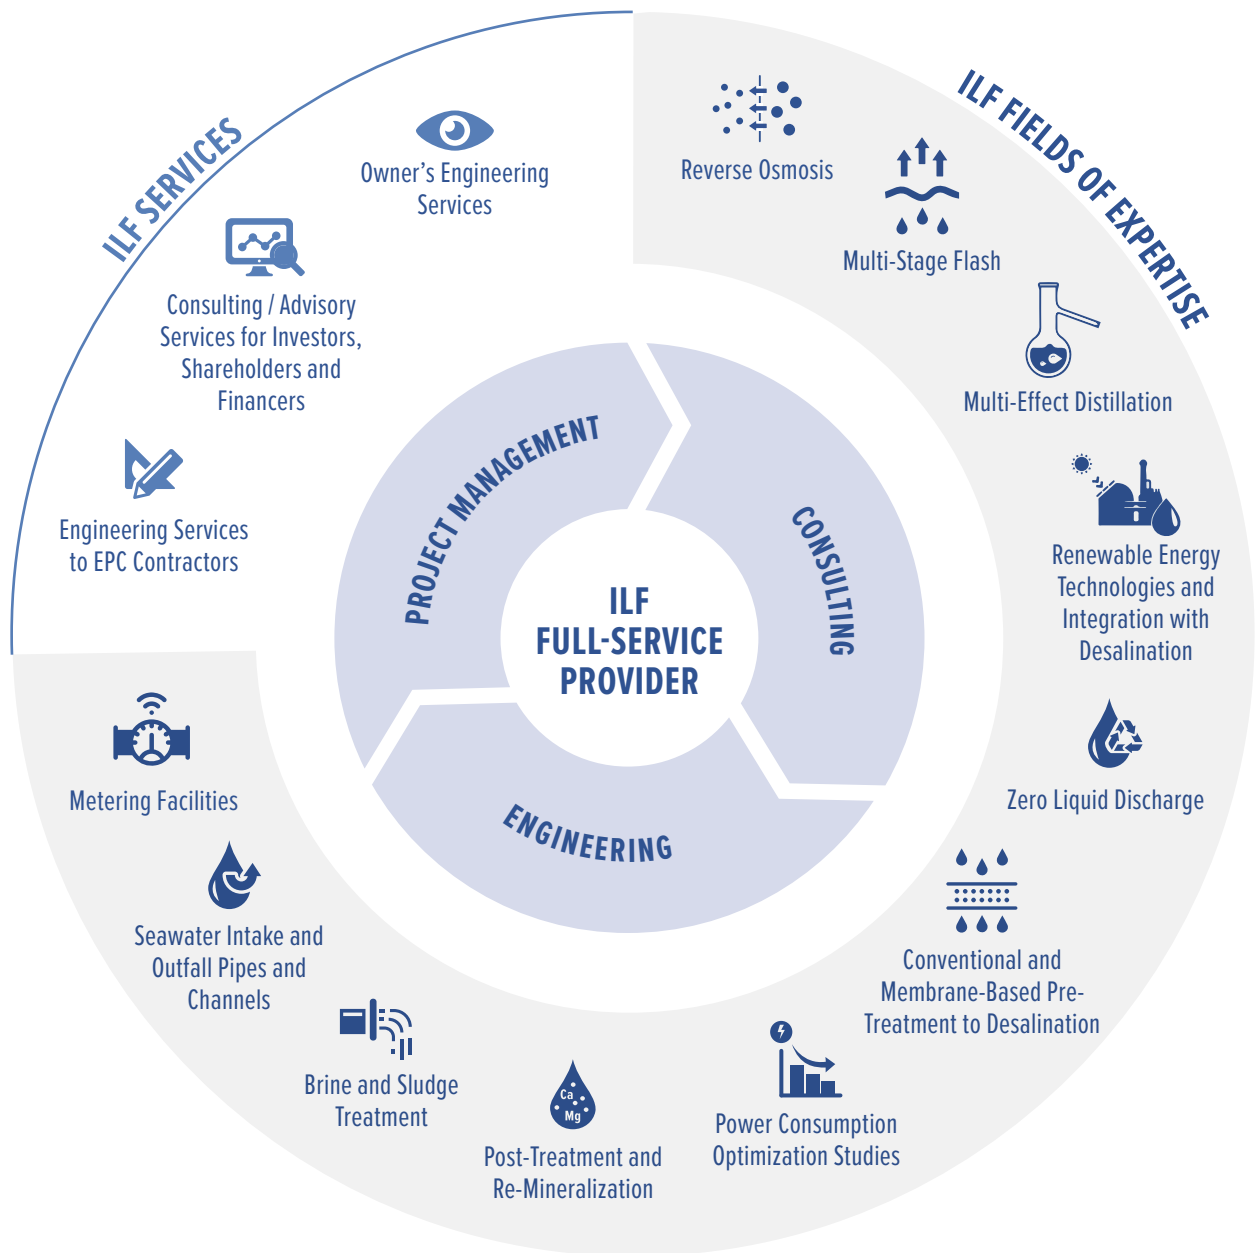 ILF SERVICES
Owner's Engineering
Services
Consulting / Advisory
Services for Investors,
Shareholders and
Financers
Engineering Services
to EPC Contractors
ILF FIELDS OF EXPERTISE
Reverse Osmosis
Multi-Stage Flash
Multi-Effect Distillation
Renewable Energy
Technologies and
Integration with
Desalination
Zero Liquid Discharge
Conventional and
Membrane-Based Pre-
Treatment to Desalination
Power Consumption
Optimization Studies
Ca
Mg
Post-Treatment and
Re-Mineralization
Brine and Sludge
Treatment
Seawater Intake and
Outfall Pipes and
Channels
Metering Facilities
PROJECT MANAGEMENT
CONSULTING
ENGINEERING
ILF
FULL-SERVICE
PROVIDER